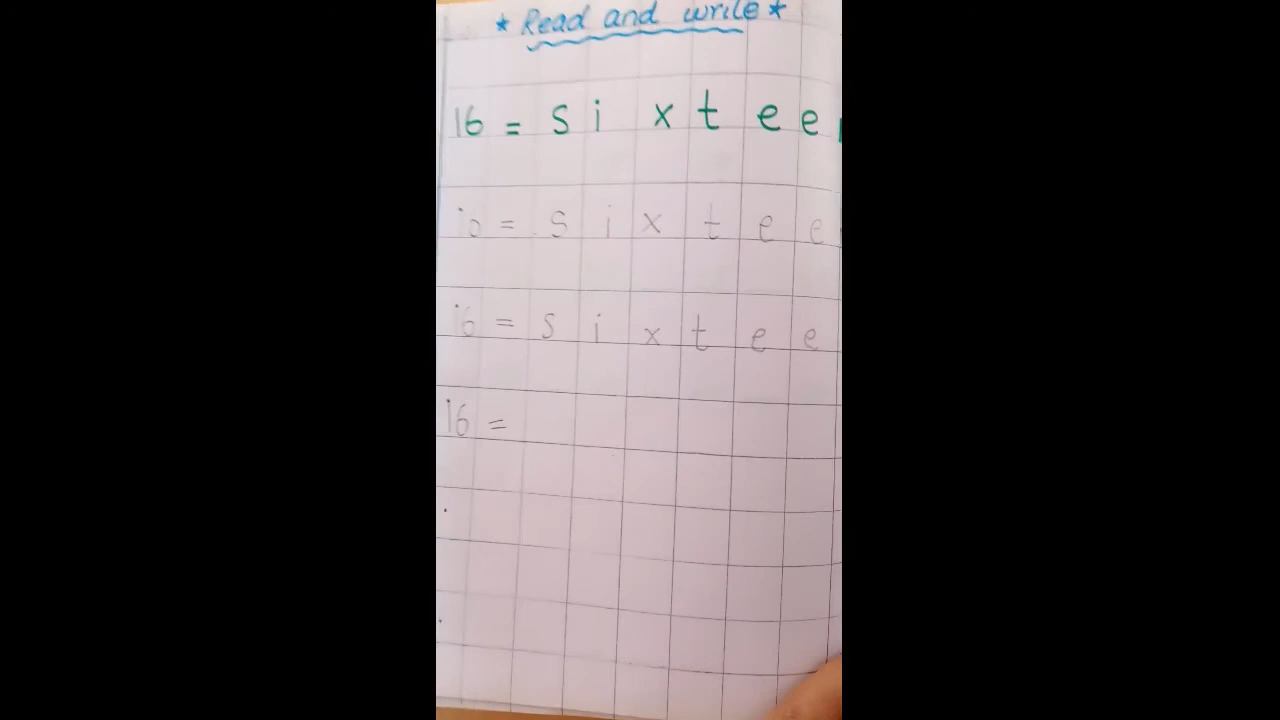 * Read and write *
16 = s i x t e e
16 = s i x t e e
16 = s i x t e e
16 =